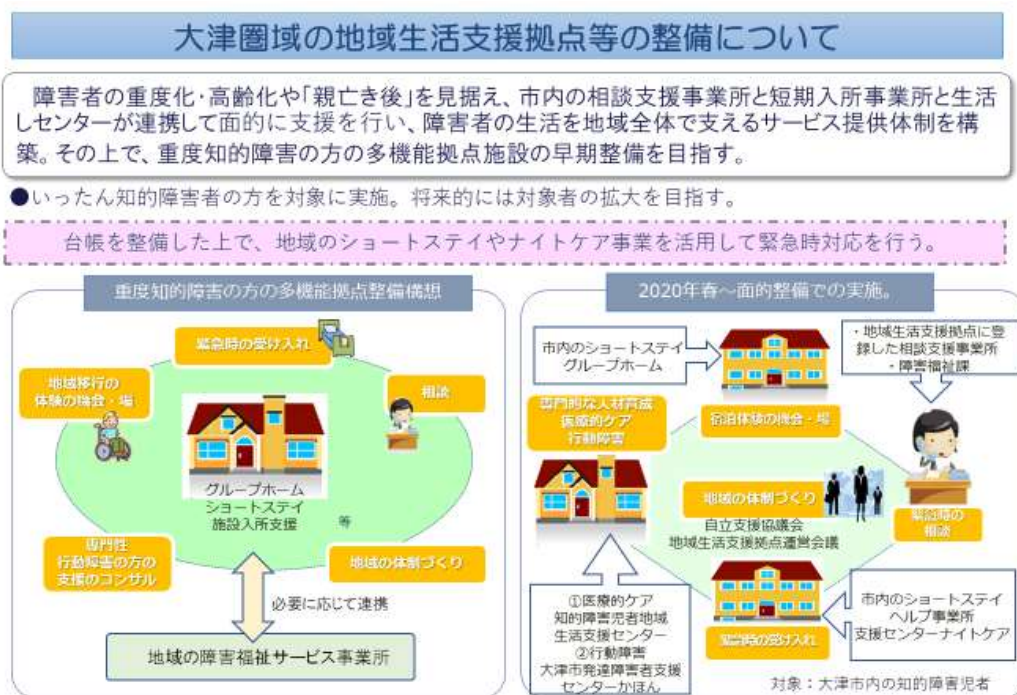 大津圏域の地域生活支援拠点等の整備について
障害者の重度化・高齢化や「親亡き後」を見据え、市内の相談支援事業所と短期入所事業所と生活
しセンターが連携して面的に支援を行い、障害者の生活を地域全体で支えるサービス提供体制を構
築。その上で、重度知的障害の方の多機能拠点施設の早期整備を目指す。
●いったん知的障害者の方を対象に実施。将来的には対象者の拡大を目指す。
台帳を整備した上で、地域のショートステイやナイトケア事業を活用して緊急時対応を行う。
重度知的障害の方の多機能拠点整備構想
緊急時の受け入れ
地域移行の
体験の機会・場
相談
グループホーム
ショートステイ
施設入所支援 等
専門性
行動障害の方の
支援のコンサル
地域の体制づくり
必要に応じて連携
地域の障害福祉サービス事業所
2020年春～面的整備での実施。
市内のショートステイ
グループホーム
・地域生活支援拠点に登
録した相談支援事業所
・障害福祉課
専門的な人材育成
医療的ケア
行動障害
宿泊体験の機会・場
地域の体制づくり
自立支援協議会
地域生活支援拠点運営会議
緊急時の
相談
①医療的ケア
知的障害児者地域
生活支援センター
②行動障害
大津市発達障害者支援
センターかほん
緊急時の受け入れ
市内のショートステイ
ヘルプ事業所
支援センターナイトケア
対象：大津市内の知的障害児者